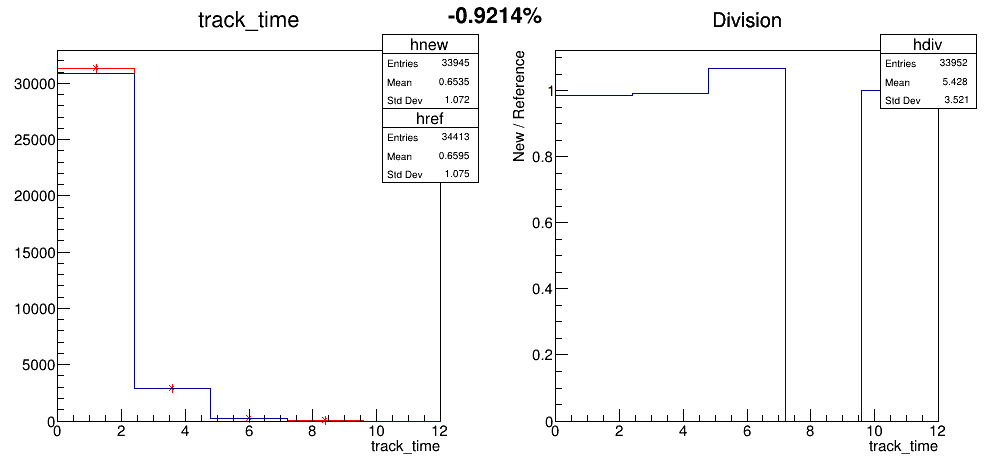 -0.9214%
track_time
hnew
Entries 33945
Mean 0.6535
Std Dev 1.072
href
Entries 34413
Mean 0.6595
Std Dev 1.075
30000
25000
20000
15000
10000
5000
0
0 2 4 6 8 10 12
track_time
Division
hdiv
Entries 33952
Mean 5.428
Std Dev 3.521
New / Reference
1
0.8
0.6
0.4
0.2
0
0 2 4 6 8 10 12
track_time